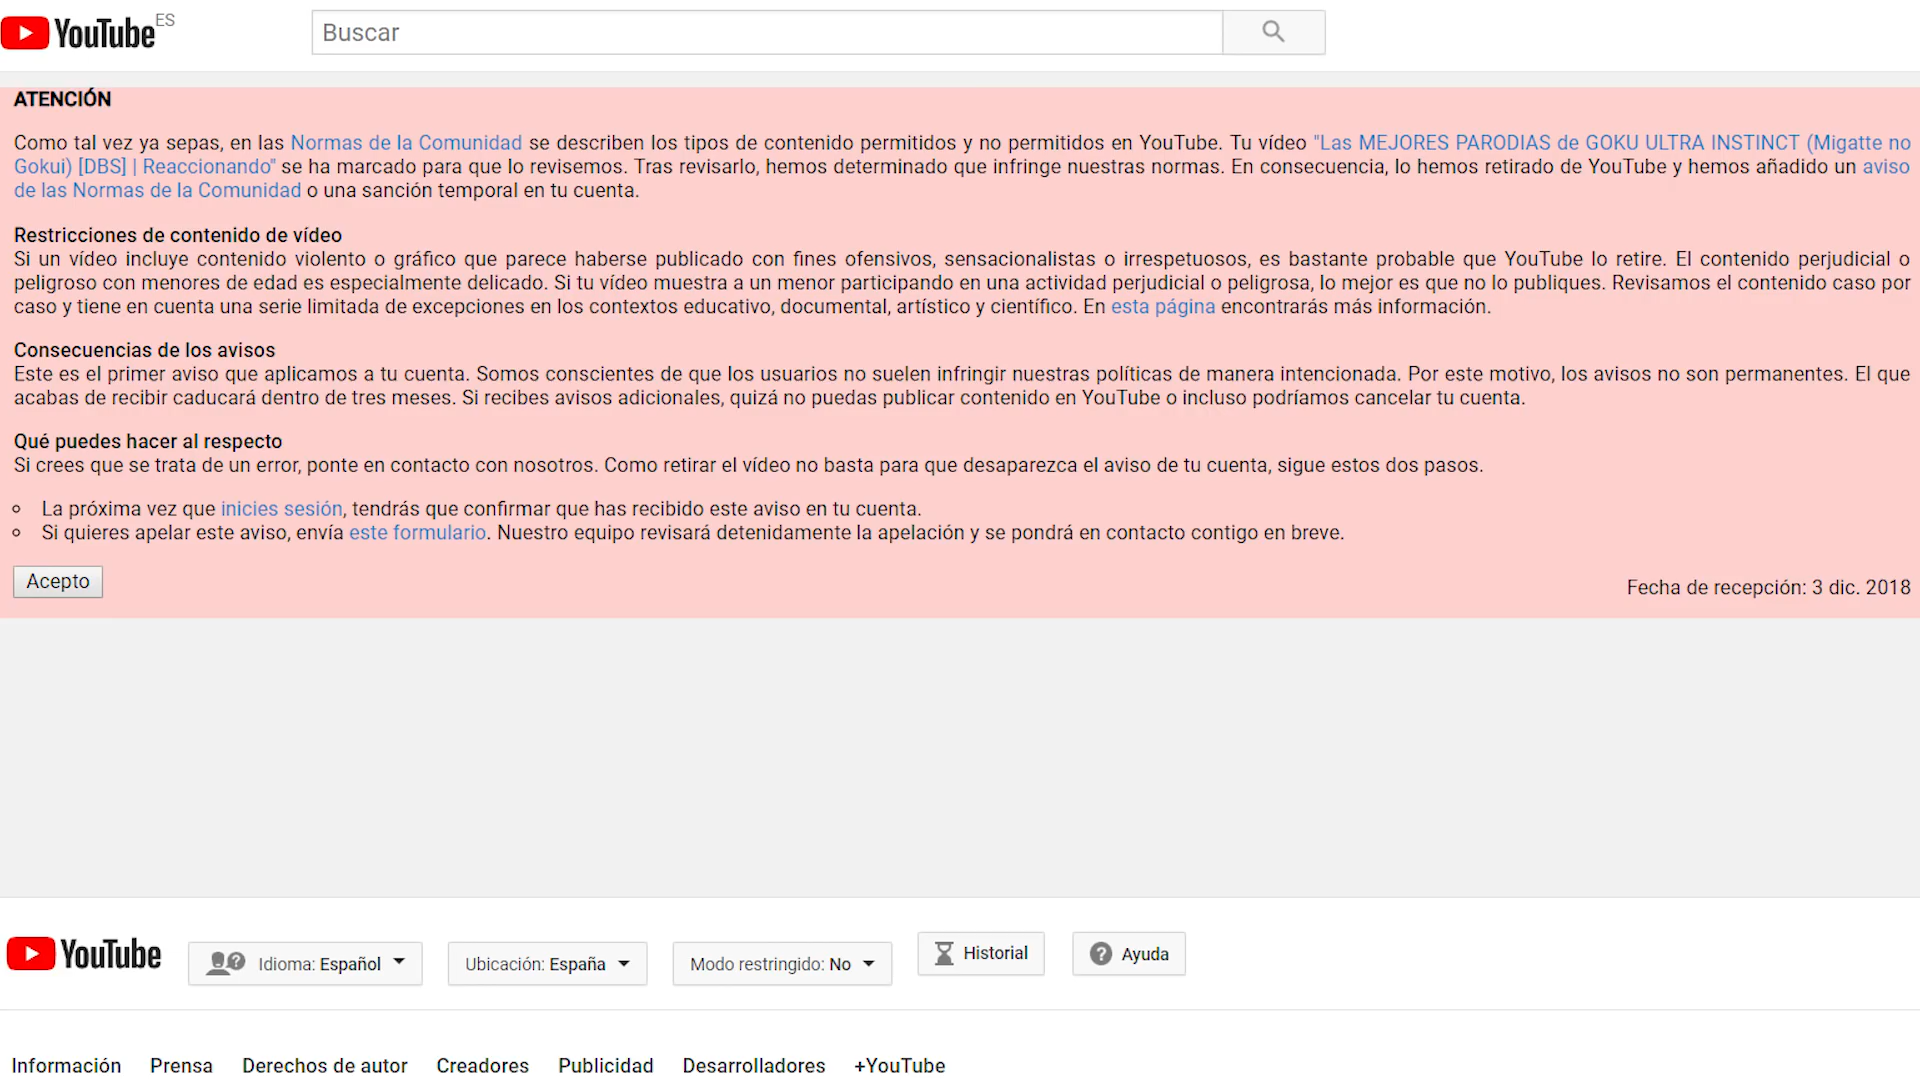 YouTube ES
Buscar
ATENCIÓN
Como tal vez ya sepas, en las Normas de la Comunidad se describen los tipos de contenido permitidos y no permitidos en YouTube. Tu vídeo "Las MEJORES PARODIAS de GOKU ULTRA INSTINCT (Migatte no
Gokui) [DBS] | Reaccionando" se ha marcado para que lo revisemos. Tras revisarlo, hemos determinado que infringe nuestras normas. En consecuencia, lo hemos retirado de YouTube y hemos añadido un aviso
de las Normas de la Comunidad o una sanción temporal en tu cuenta.
Restricciones de contenido de vídeo
Si un vídeo incluye contenido violento o gráfico que parece haberse publicado con fines ofensivos, sensacionalistas o irrespetuosos, es bastante probable que YouTube lo retire. El contenido perjudicial o
peligroso con menores de edad es especialmente delicado. Si tu vídeo muestra a un menor participando en una actividad perjudicial o peligrosa, lo mejor es que no lo publiques. Revisamos el contenido caso por
caso y tiene en cuenta una serie limitada de excepciones en los contextos educativo, documental, artístico y científico. En esta página encontrarás más información.
Consecuencias de los avisos
Este es el primer aviso que aplicamos a tu cuenta. Somos conscientes de que los usuarios no suelen infringir nuestras políticas de manera intencionada. Por este motivo, los avisos no son permanentes. El que
acabas de recibir caducará dentro de tres meses. Si recibes avisos adicionales, quizá no puedas publicar contenido en YouTube o incluso podríamos cancelar tu cuenta.
Qué puedes hacer al respecto
Si crees que se trata de un error, ponte en contacto con nosotros. Como retirar el vídeo no basta para que desaparezca el aviso de tu cuenta, sigue estos dos pasos.
La próxima vez que inicies sesión, tendrás que confirmar que has recibido este aviso en tu cuenta.
Si quieres apelar este aviso, envía este formulario. Nuestro equipo revisará detenidamente la apelación y se pondrá en contacto contigo en breve.
Acepto
Fecha de recepción: 3 dic. 2018
YouTube Idioma: Español Ubicación: España Modo restringido: No Historial Ayuda
Información Prensa Derechos de autor Creadores Publicidad Desarrolladores +YouTube